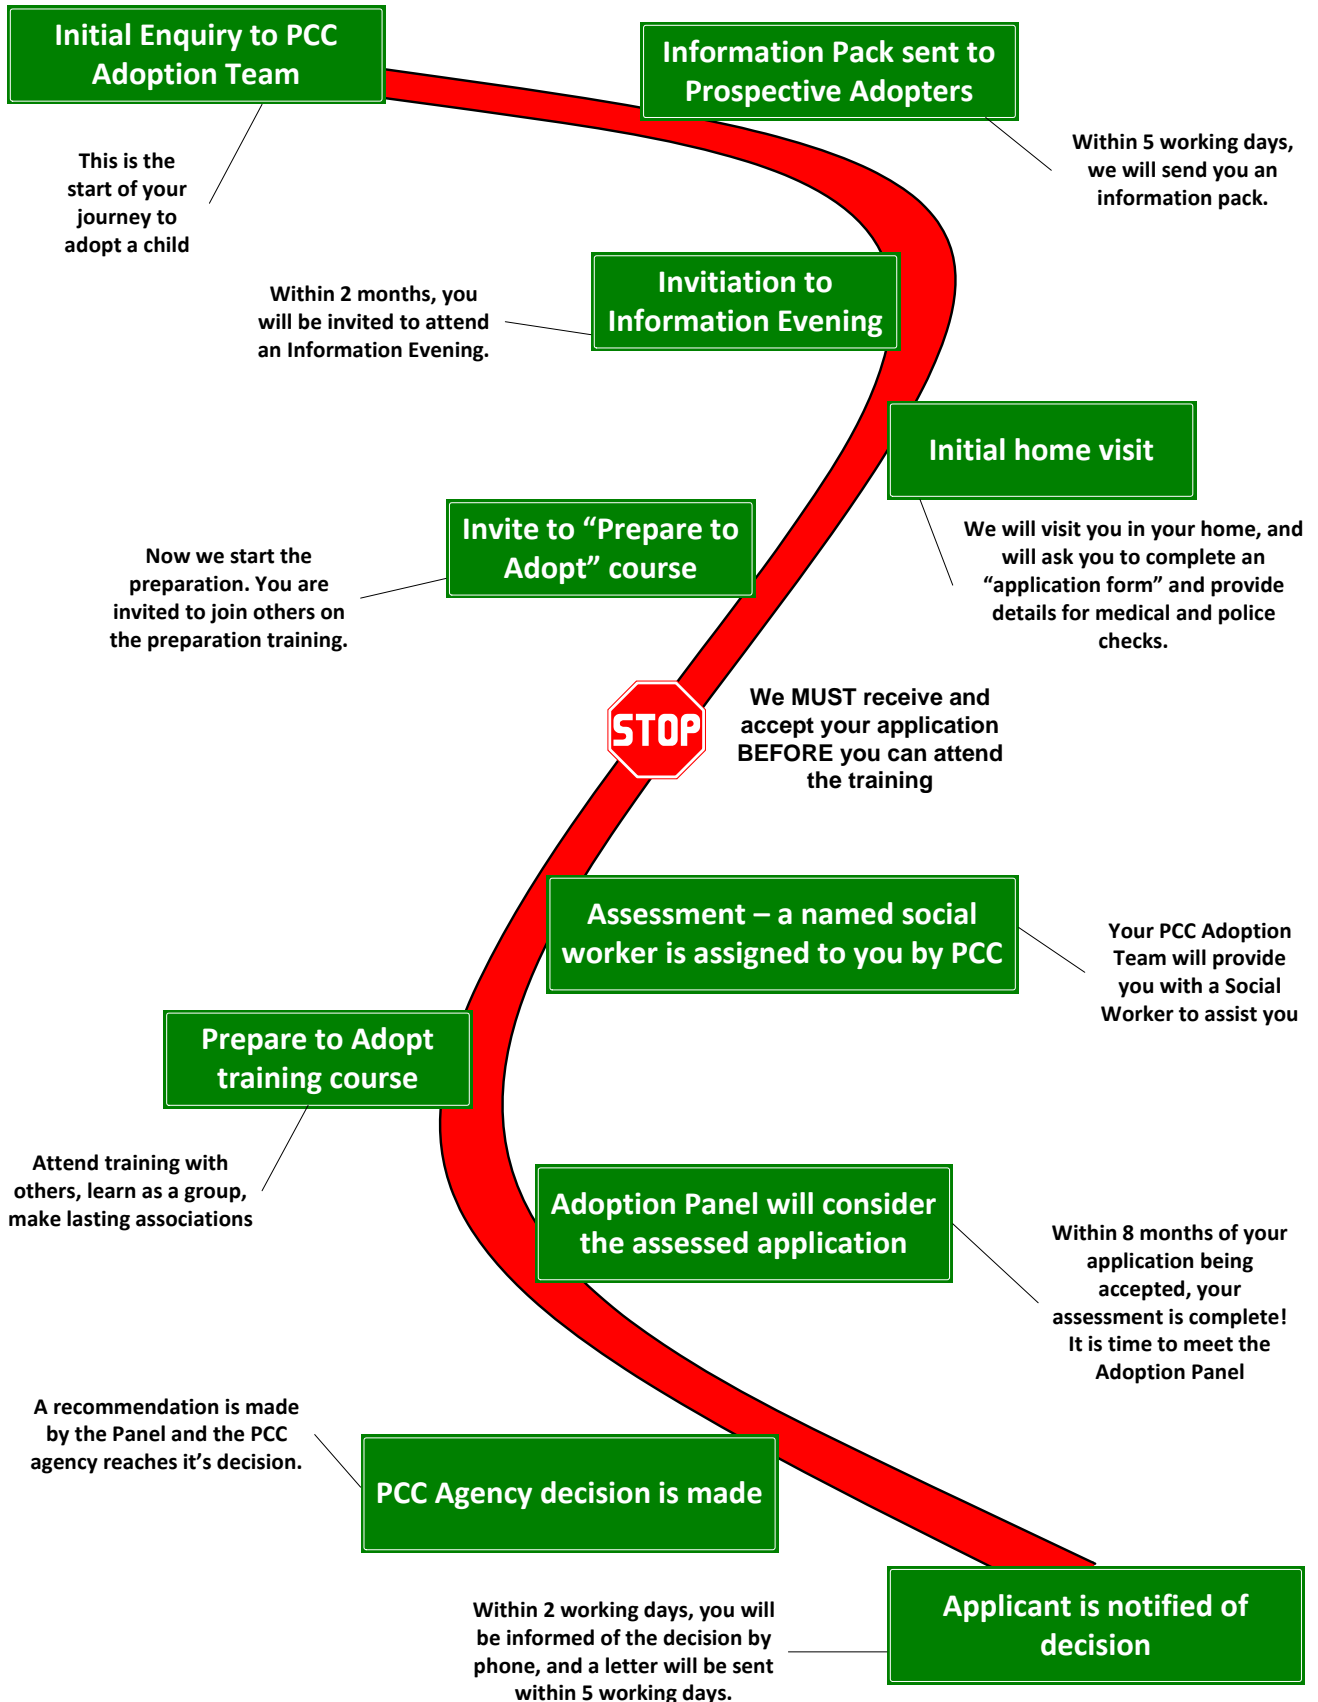 Initial Enquiry to PCC
Adoption Team
This is the
start of your
journey to
adopt a child
Information Pack sent to
Prospective Adopters
Within 5 working days,
we will send you an
information pack.
Invitiation to
Information Evening
Within 2 months, you
will be invited to attend
an Information Evening.
Initial home visit
We will visit you in your home, and
will ask you to complete an
“application form” and provide
details for medical and police
checks.
Invite to “Prepare to
Adopt” course
Now we start the
preparation. You are
invited to join others on
the preparation training.
STOP
We MUST receive and
accept your application
BEFORE you can attend
the training
Assessment – a named social
worker is assigned to you by PCC
Your PCC Adoption
Team will provide
you with a Social
Worker to assist you
Prepare to Adopt
training course
Attend training with
others, learn as a group,
make lasting associations
Adoption Panel will consider
the assessed application
Within 8 months of your
application being
accepted, your
assessment is complete!
It is time to meet the
Adoption Panel
A recommendation is made
by the Panel and the PCC
agency reaches it’s decision.
PCC Agency decision is made
Applicant is notified of
decision
Within 2 working days, you will
be informed of the decision by
phone, and a letter will be sent
within 5 working days.